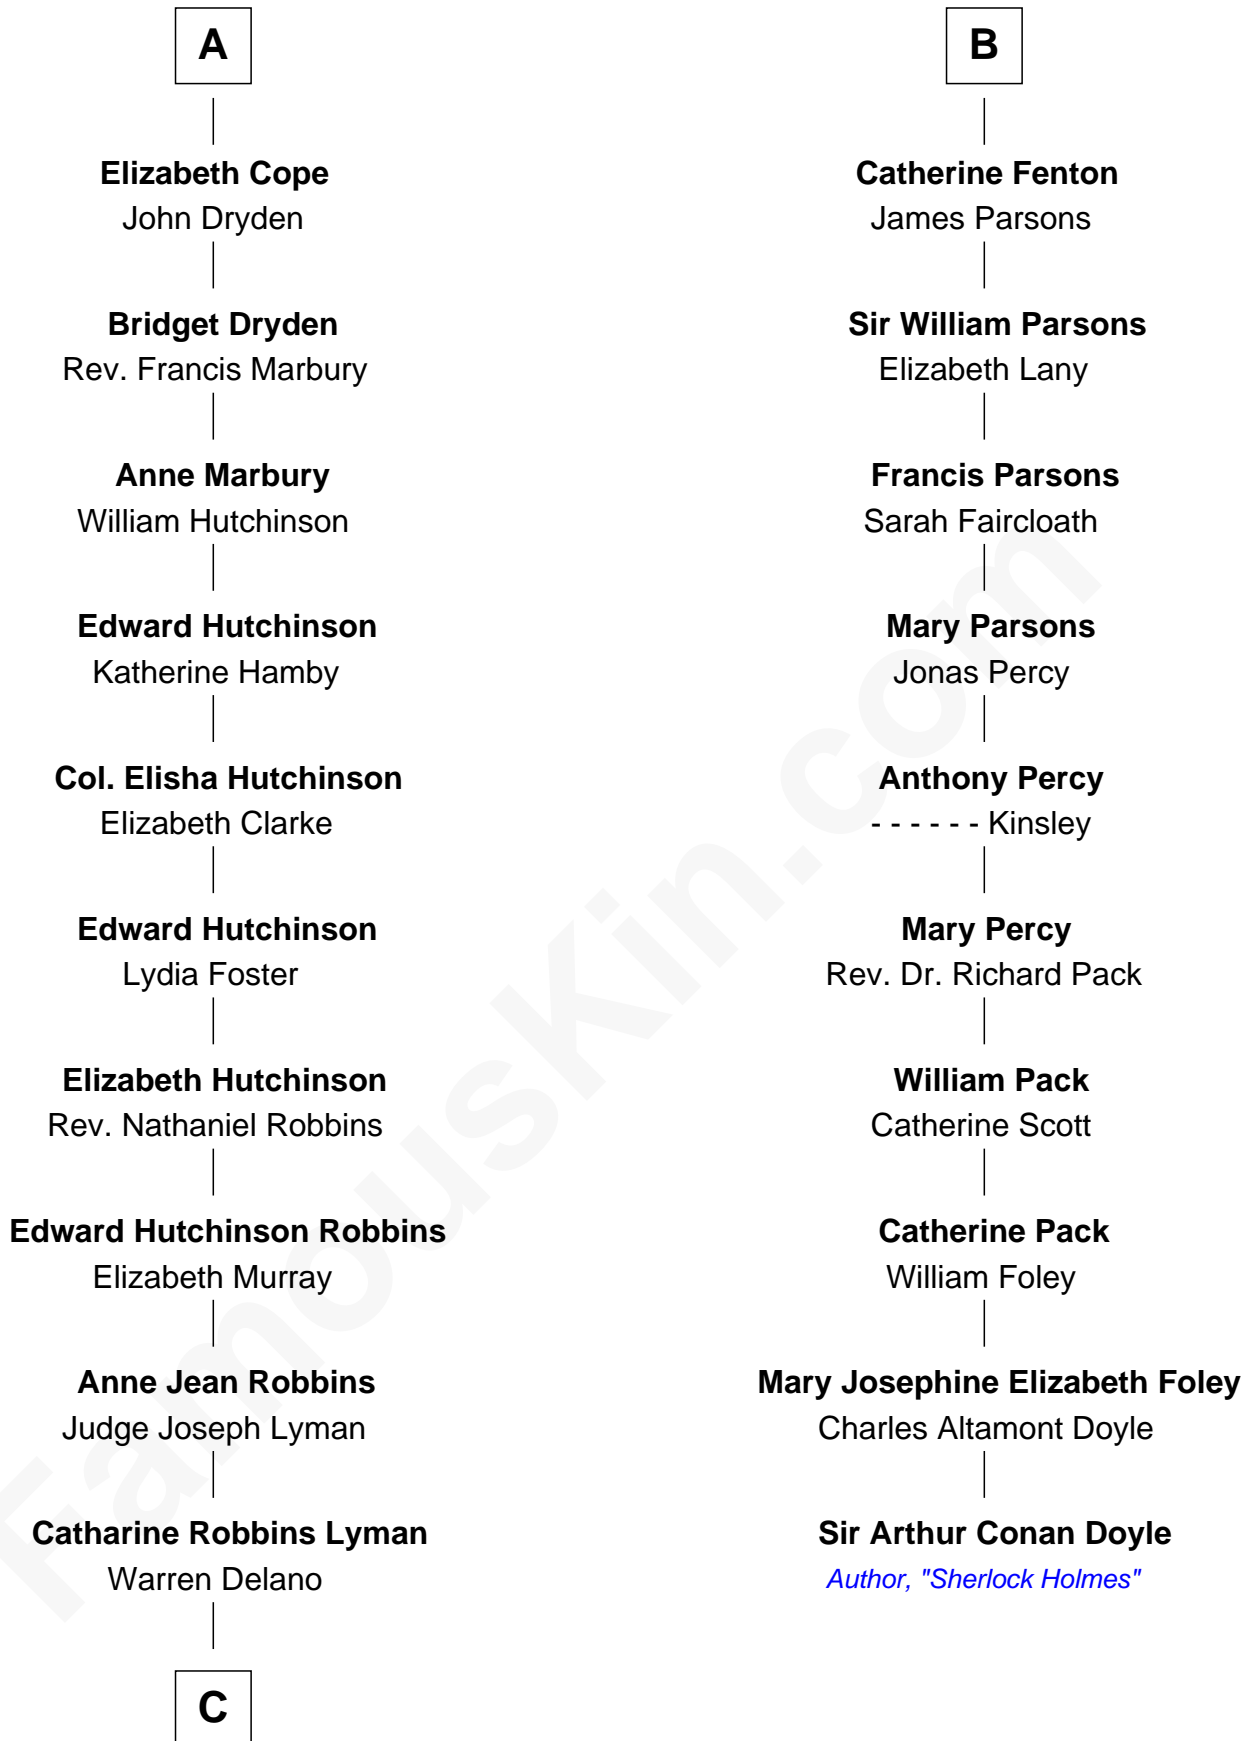 A
Elizabeth Cope
John Dryden
Bridget Dryden
Rev. Francis Marbury
Anne Marbury
William Hutchinson
Edward Hutchinson
Katherine Hamby
Col. Elisha Hutchinson
Elizabeth Clarke
Edward Hutchinson
Lydia Foster
Elizabeth Hutchinson
Rev. Nathaniel Robbins
Edward Hutchinson Robbins
Elizabeth Murray
Anne Jean Robbins
Judge Joseph Lyman
Catharine Robbins Lyman
Warren Delano
C
B
Catherine Fenton
James Parsons
Sir William Parsons
Elizabeth Lany
Francis Parsons
Sarah Faircloath
Mary Parsons
Jonas Percy
Anthony Percy
- - - - - - Kinsley
Mary Percy
Rev. Dr. Richard Pack
William Pack
Catherine Scott
Catherine Pack
William Foley
Mary Josephine Elizabeth Foley
Charles Altamont Doyle
Sir Arthur Conan Doyle
Author, "Sherlock Holmes"
FamousKin.com